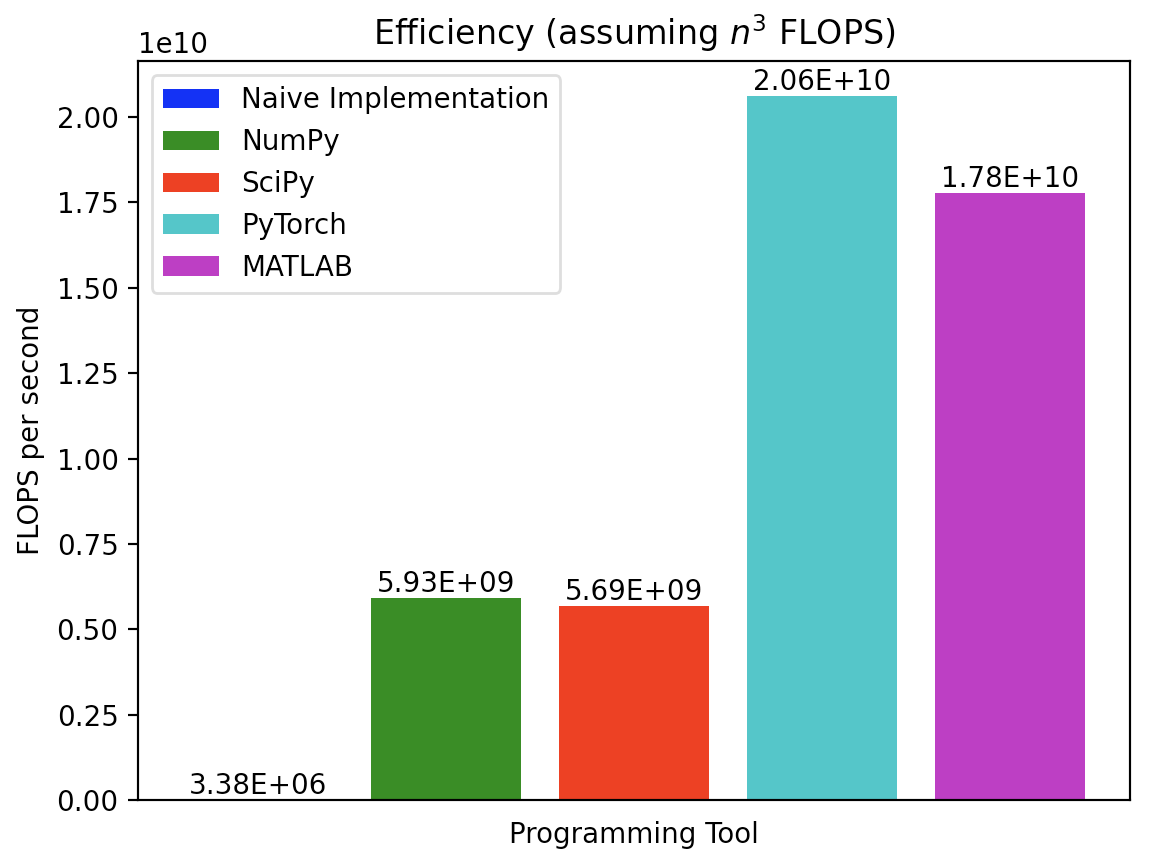 Efficiency (assuming n³ FLOPS)
1e10
Naive Implementation
NumPy
SciPy
PyTorch
MATLAB
2.00
1.75
1.50
1.25
1.00
0.75
0.50
0.25
0.00
FLOPS per second
3.38E+06
5.93E+09
5.69E+09
2.06E+10
1.78E+10
Programming Tool